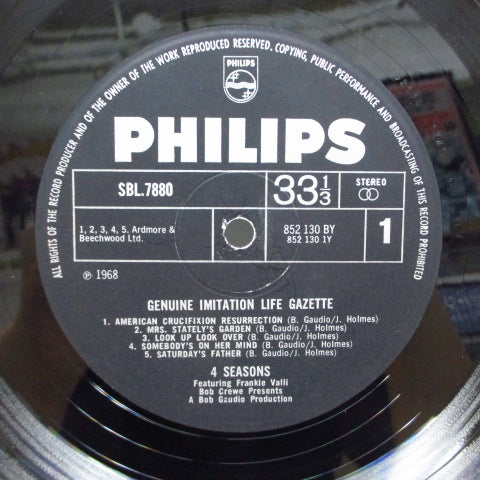 ALL RIGHTS OF THE RECORD PRODUCER AND OF THE OWNER OF THE WORK REPRODUCED RESERVED. COPYING, PUBLIC PERFORMANCE AND BROADCASTING OF THIS RECORD PROHIBITED
PHILIPS
PHILIPS
SBL.7880
33 1/3
STEREO
1, 2, 3, 4, 5. Ardmore &
Beechwood Ltd.
852 130 BY
852 130 1Y
1
℗ 1968
GENUINE IMITATION LIFE GAZETTE
1. AMERICAN CRUCIFIXION RESURRECTION (B. Gaudio/J. Holmes)
2. MRS. STATELY'S GARDEN (B. Gaudio/J. Holmes)
3. LOOK UP LOOK OVER (B. Gaudio/J. Holmes)
4. SOMEBODY'S ON HER MIND (B. Gaudio/J. Holmes)
5. SATURDAY'S FATHER (B. Gaudio/J. Holmes)
4 SEASONS
Featuring Frankie Valli
Bob Crewe Presents
A Bob Gzudio Production